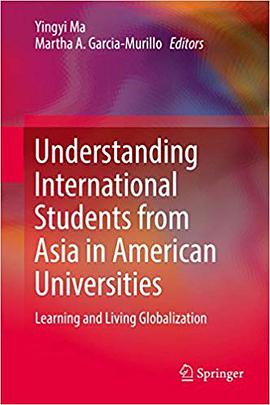 Yingyi Ma
Martha A. Garcia-Murillo Editors
Understanding
International
Students from
Asia in American
Universities
Learning and Living Globalization
Springer